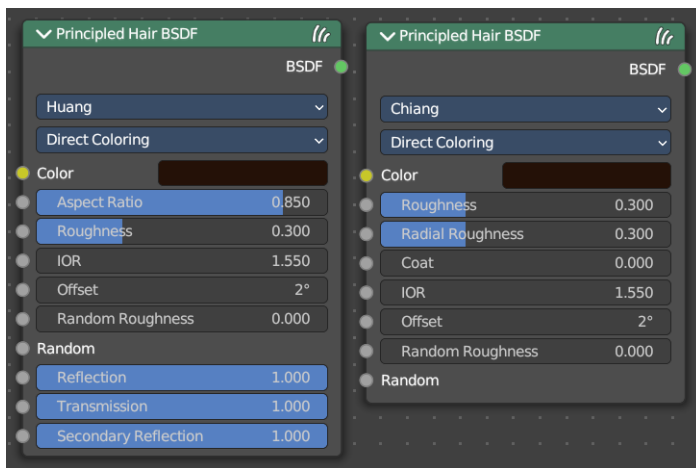 Principled Hair BSDF
BSDF
Huang
Direct Coloring
Color
Aspect Ratio 0.850
Roughness 0.300
IOR 1.550
Offset 2°
Random Roughness 0.000
Random
Reflection 1.000
Transmission 1.000
Secondary Reflection 1.000
Principled Hair BSDF
BSDF
Chiang
Direct Coloring
Color
Roughness 0.300
Radial Roughness 0.300
Coat 0.000
IOR 1.550
Offset 2°
Random Roughness 0.000
Random